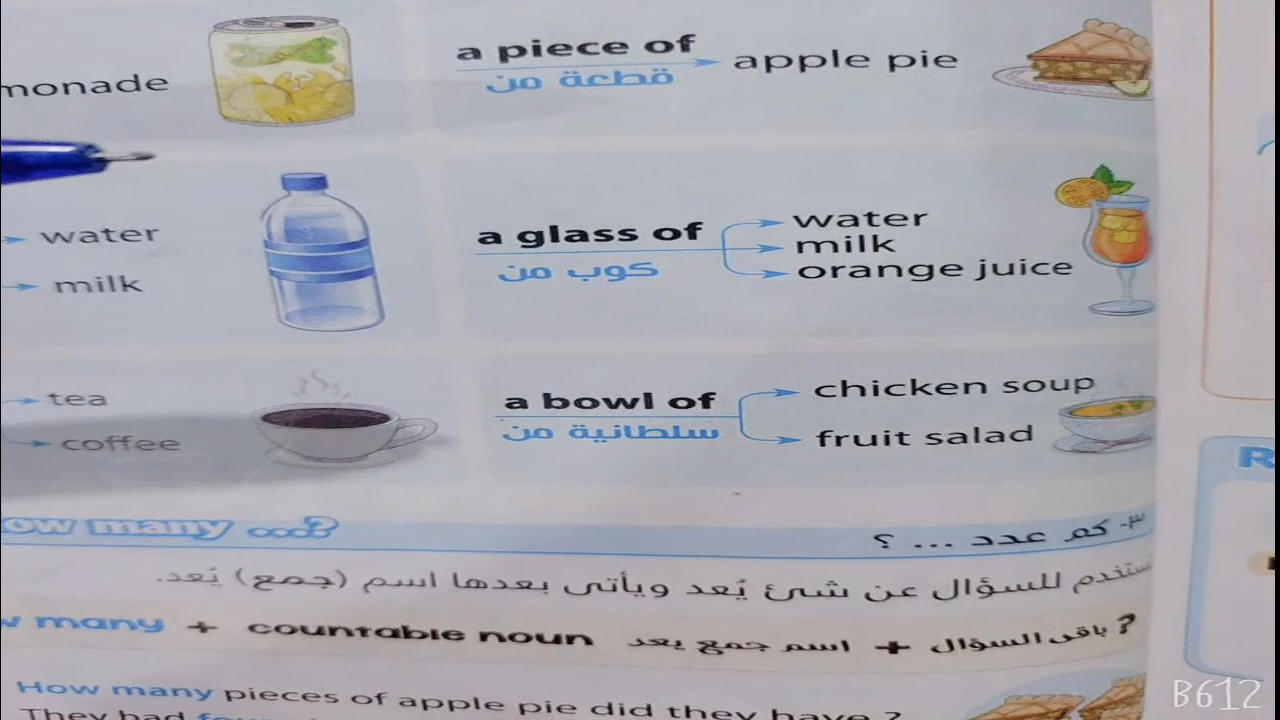 monade
a piece of
قطعة من
apple pie
water
milk
a glass of
كوب من
water
milk
orange juice
tea
coffee
a bowl of
سلطانية من
chicken soup
fruit salad
ow many ....?
٣- كم عدد ... ؟
ستخدم للسؤال عن شئ يُعد ويأتى بعدها اسم (جمع) يُعد.
w many + countable noun اسم جمع يعد + باقى السؤال ?
How many pieces of apple pie did they have ?
They had
R
B612